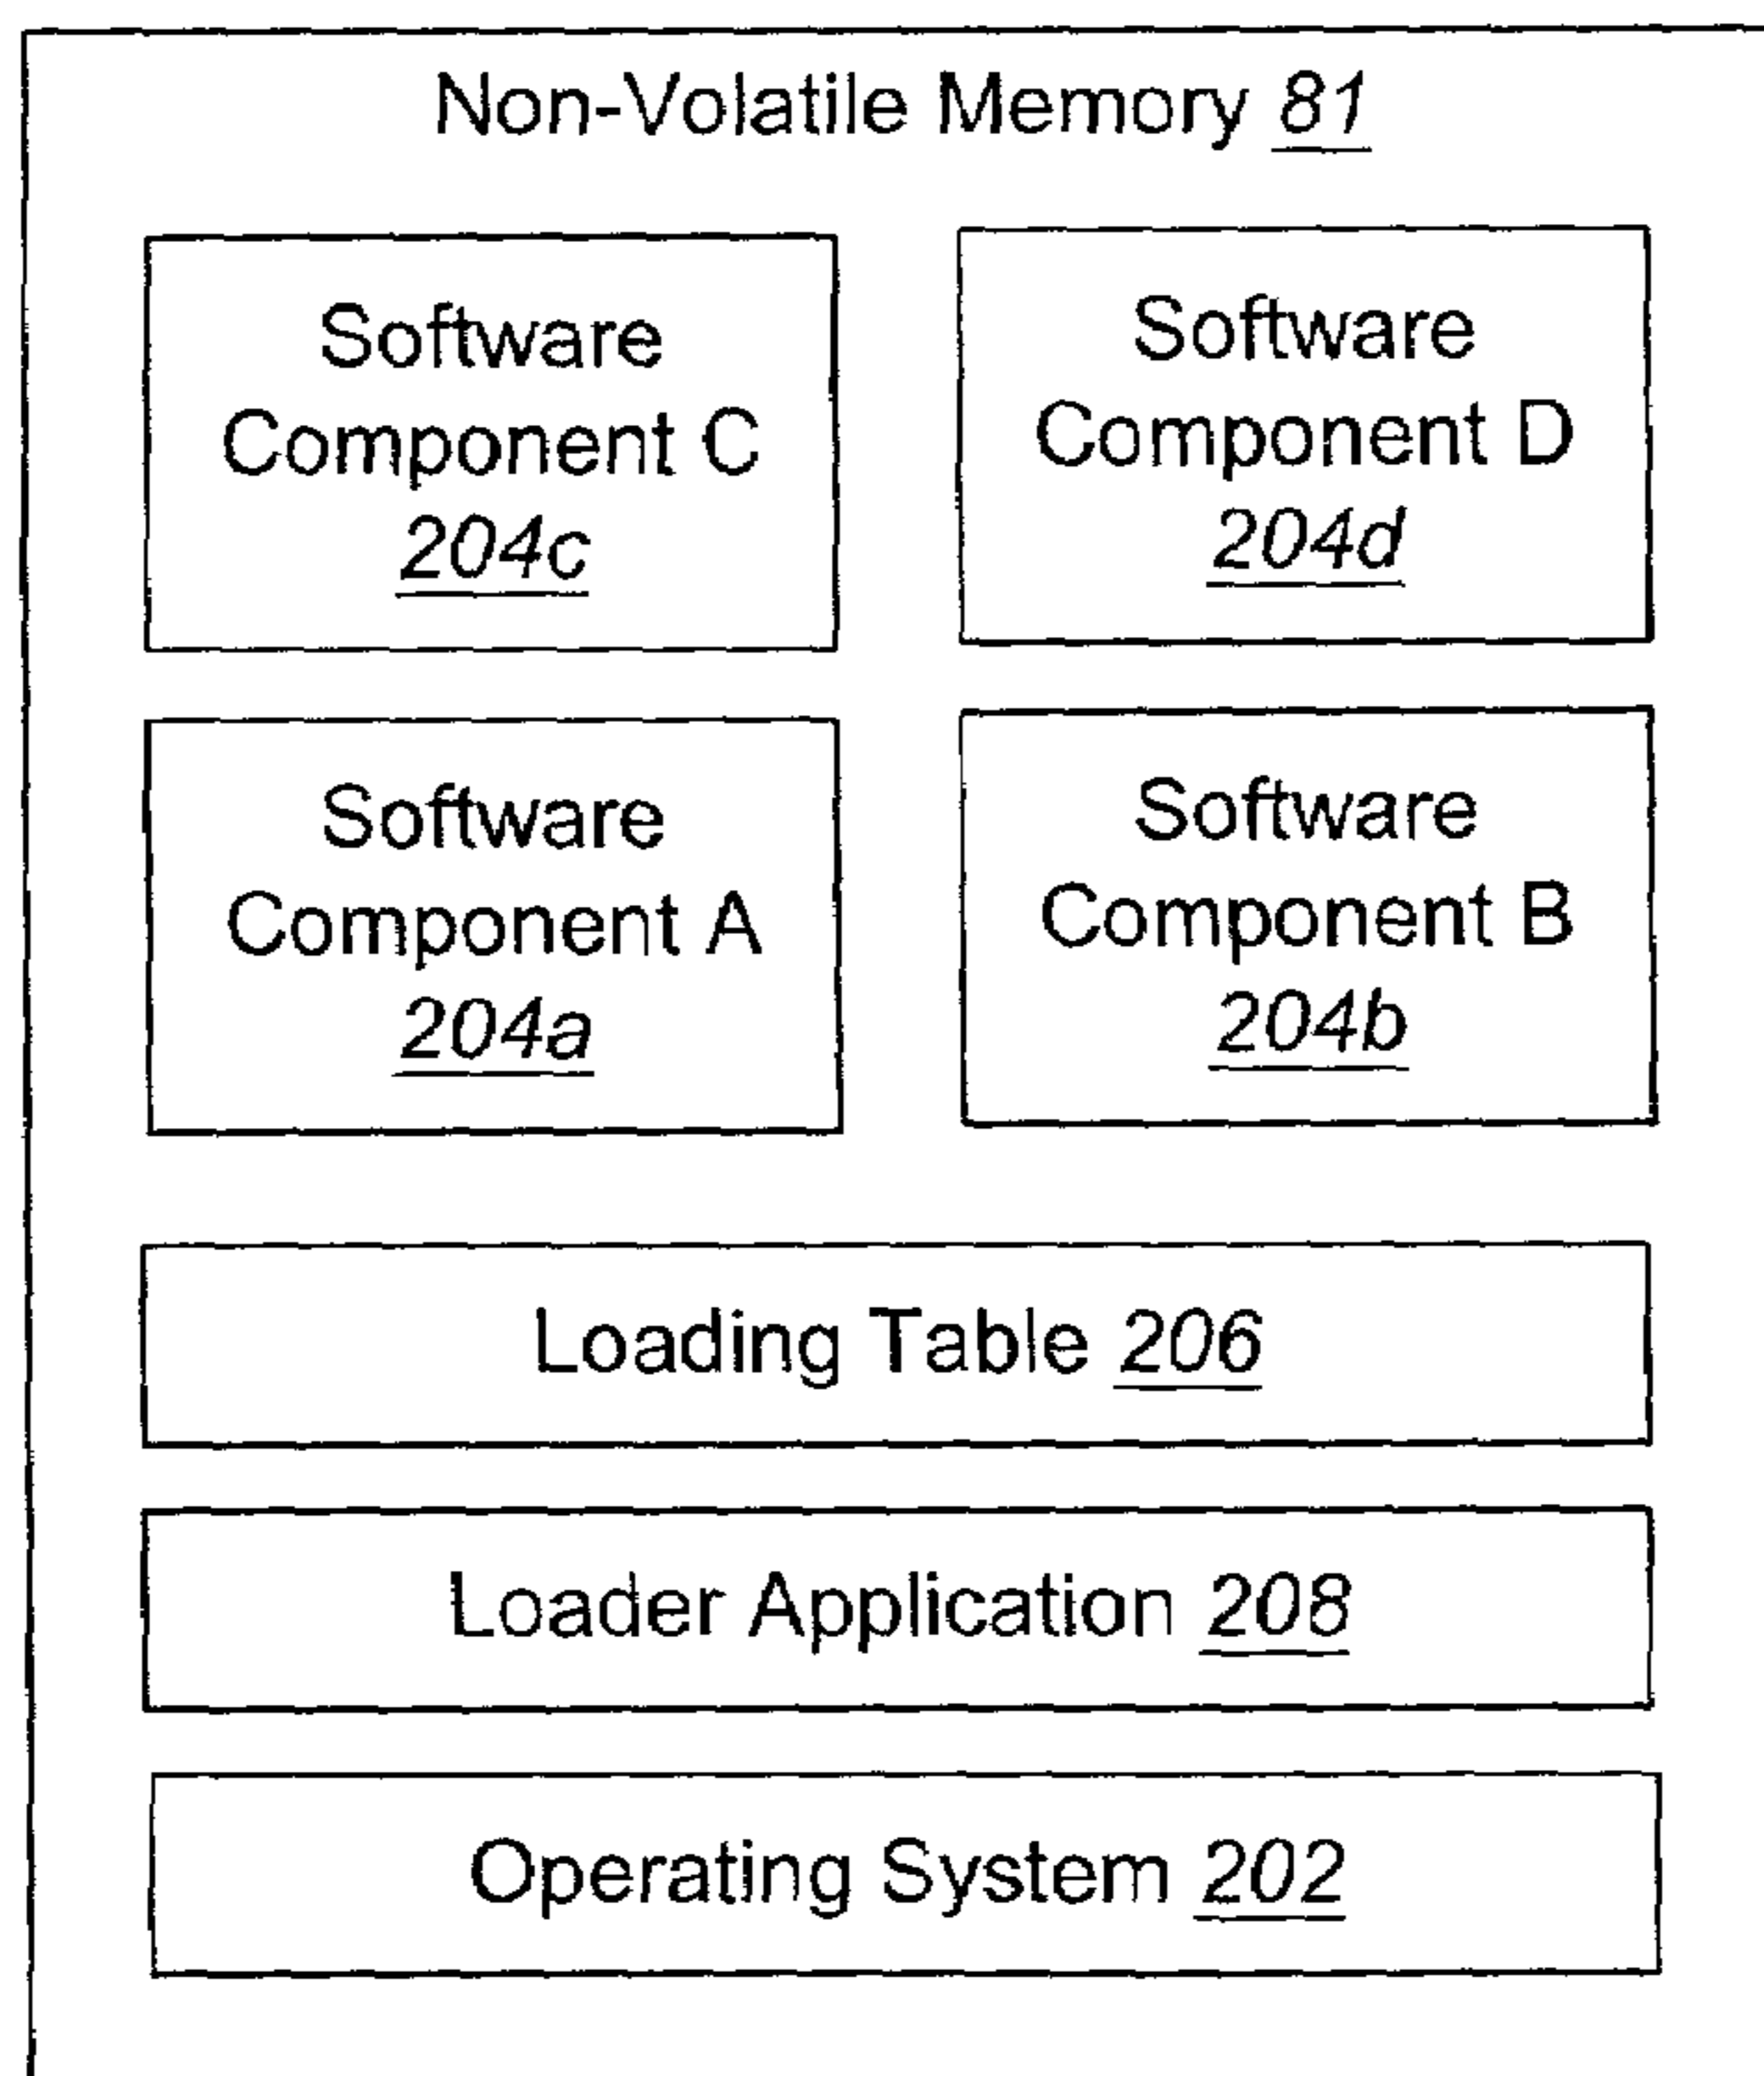 Non-Volatile Memory 81
Software
Component C
204c
Software
Component D
204d
Software
Component A
204a
Software
Component B
204b
Loading Table 206
Loader Application 208
Operating System 202